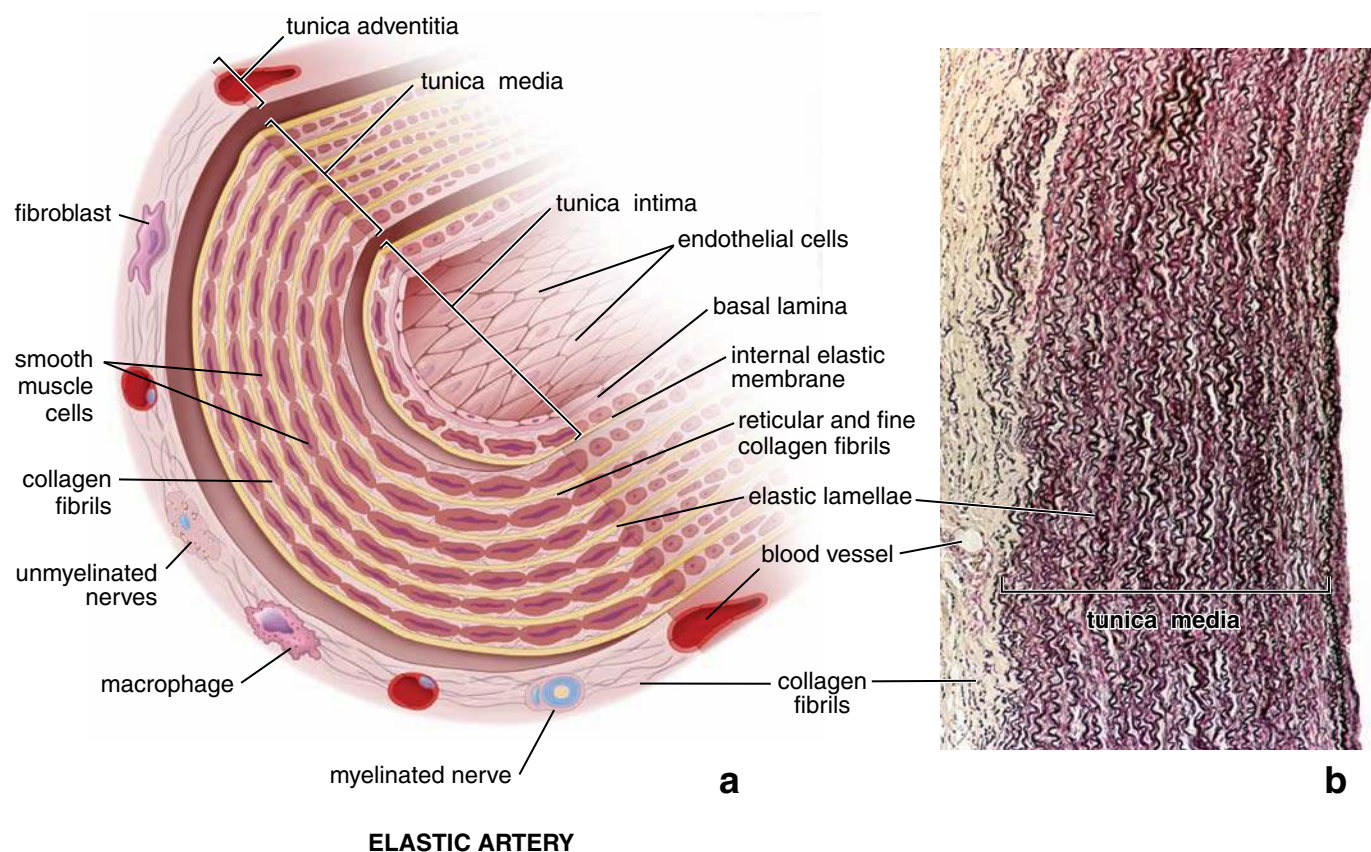 tunica adventitia
tunica media
tunica intima
fibroblast
endothelial cells
basal lamina
internal elastic
membrane
smooth
muscle
cells
reticular and fine
collagen fibrils
collagen
fibrils
elastic lamellae
blood vessel
unmyelinated
nerves
tunica media
macrophage
collagen
fibrils
myelinated nerve
a
b
ELASTIC ARTERY